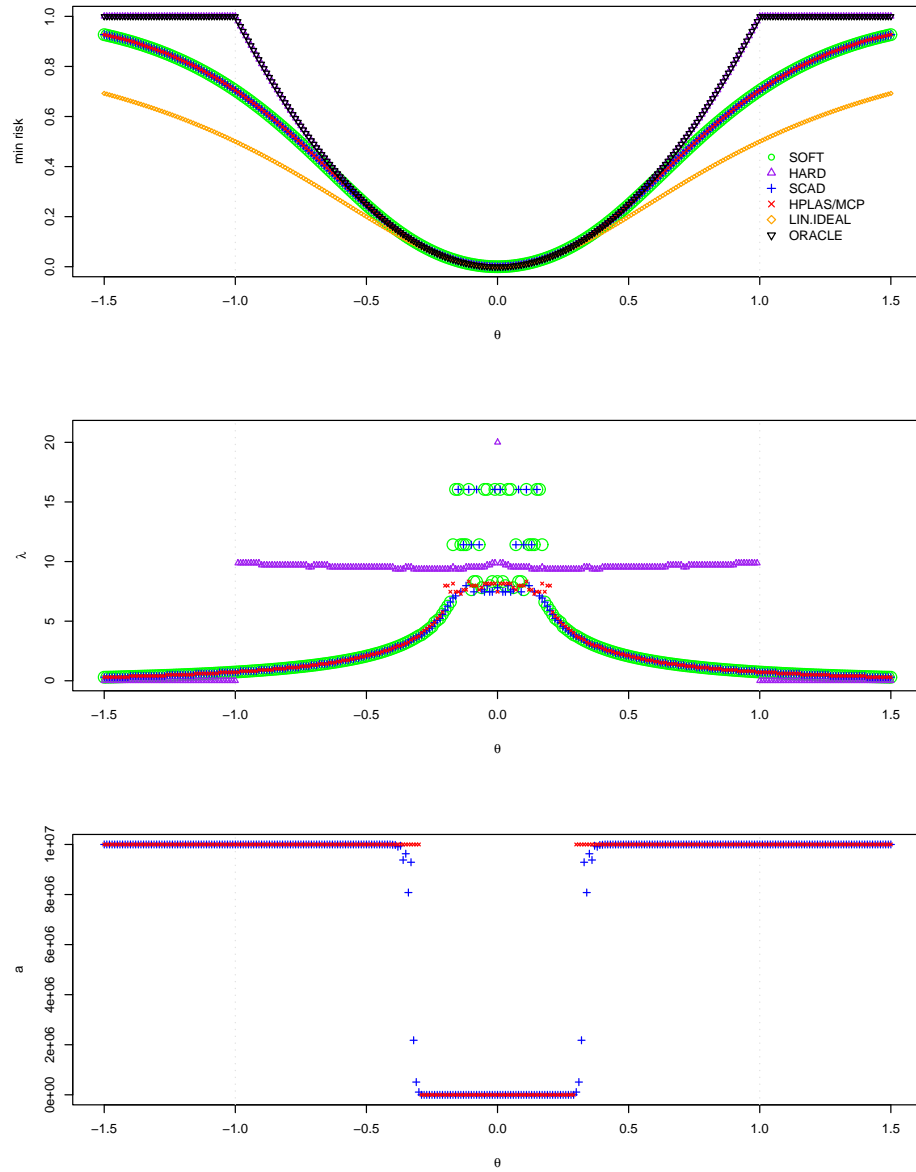 min risk
1.0
0.8
0.6
0.4
0.2
0.0
SOFT
HARD
SCAD
HPLAS/MCP
LIN.IDEAL
ORACLE
−1.5 −1.0 −0.5 0.0 0.5 1.0 1.5
θ
λ
20
15
10
5
0
−1.5 −1.0 −0.5 0.0 0.5 1.0 1.5
θ
a
1e+07
8e+06
6e+06
4e+06
2e+06
0e+00
−1.5 −1.0 −0.5 0.0 0.5 1.0 1.5
θ